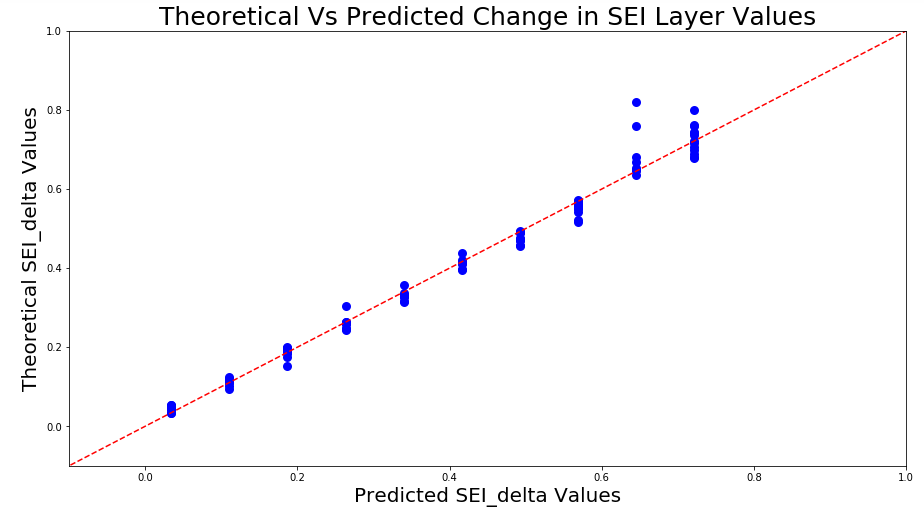 Theoretical Vs Predicted Change in SEI Layer Values
Theoretical SEI_delta Values
1.0
0.8
0.6
0.4
0.2
0.0
0.0 0.2 0.4 0.6 0.8 1.0
Predicted SEI_delta Values